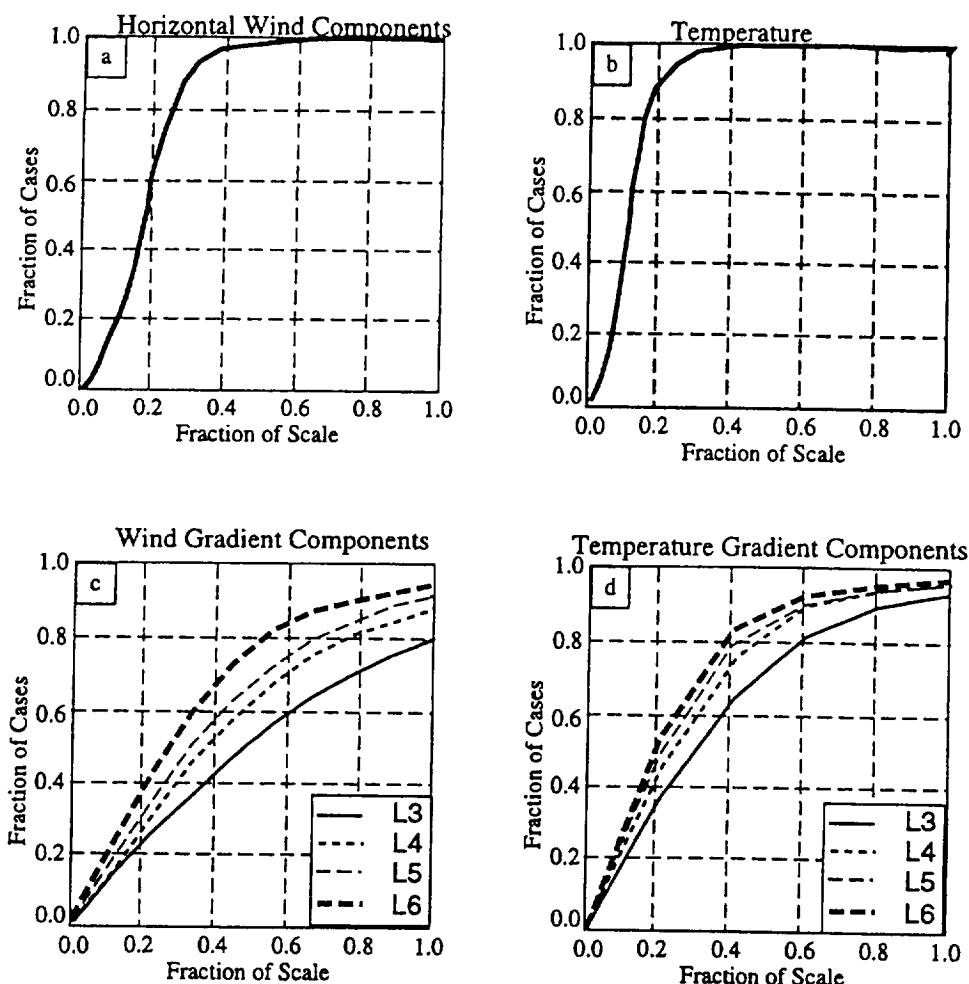 Horizontal Wind Components
a
1.0
0.8
0.6
0.4
0.2
0.0
Fraction of Cases
0.0 0.2 0.4 0.6 0.8 1.0
Fraction of Scale
Temperature
b
1.0
0.8
0.6
0.4
0.2
0.0
Fraction of Cases
0.0 0.2 0.4 0.6 0.8 1.0
Fraction of Scale
Wind Gradient Components
c
1.0
0.8
0.6
0.4
0.2
0.0
Fraction of Cases
L3
L4
L5
L6
0.0 0.2 0.4 0.6 0.8 1.0
Fraction of Scale
Temperature Gradient Components
d
1.0
0.8
0.6
0.4
0.2
0.0
Fraction of Cases
L3
L4
L5
L6
0.0 0.2 0.4 0.6 0.8 1.0
Fraction of Scale